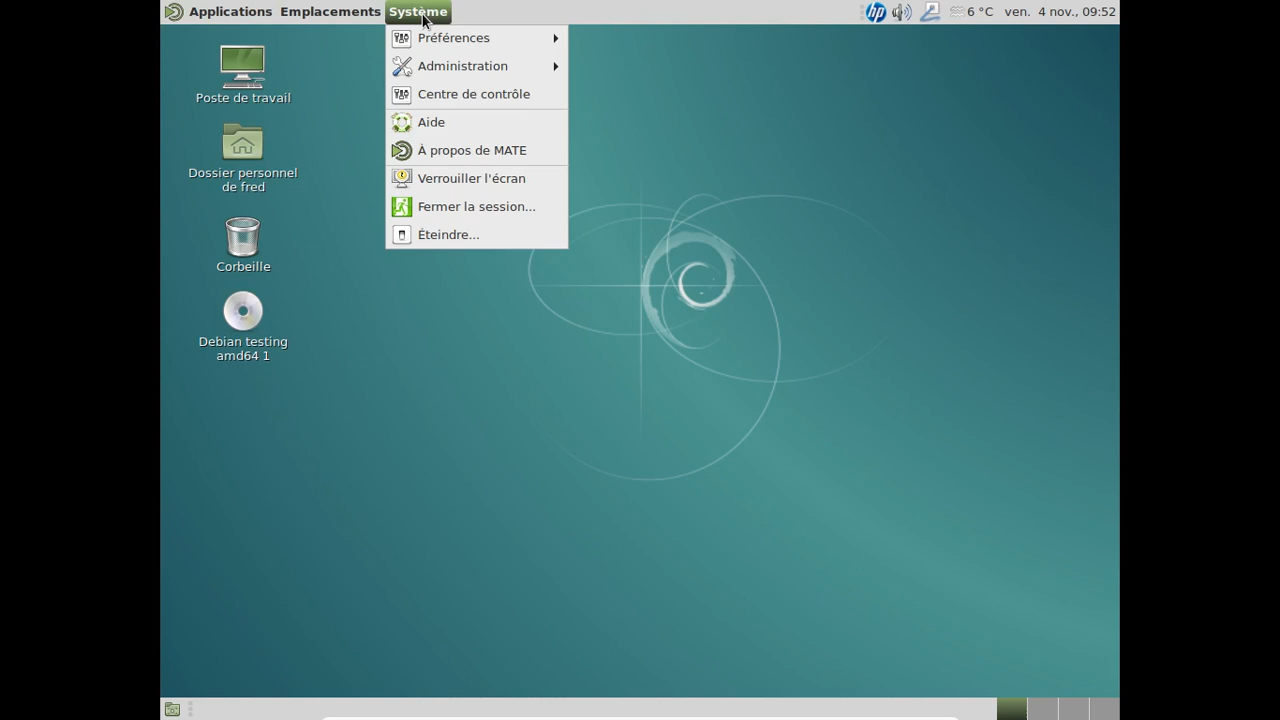 Applications Emplacements Système
hp 6 °C ven. 4 nov., 09:52
Préférences
Administration
Centre de contrôle
Aide
À propos de MATE
Verrouiller l'écran
Fermer la session...
Éteindre...
Poste de travail
Dossier personnel
de fred
Corbeille
Debian testing
amd64 1